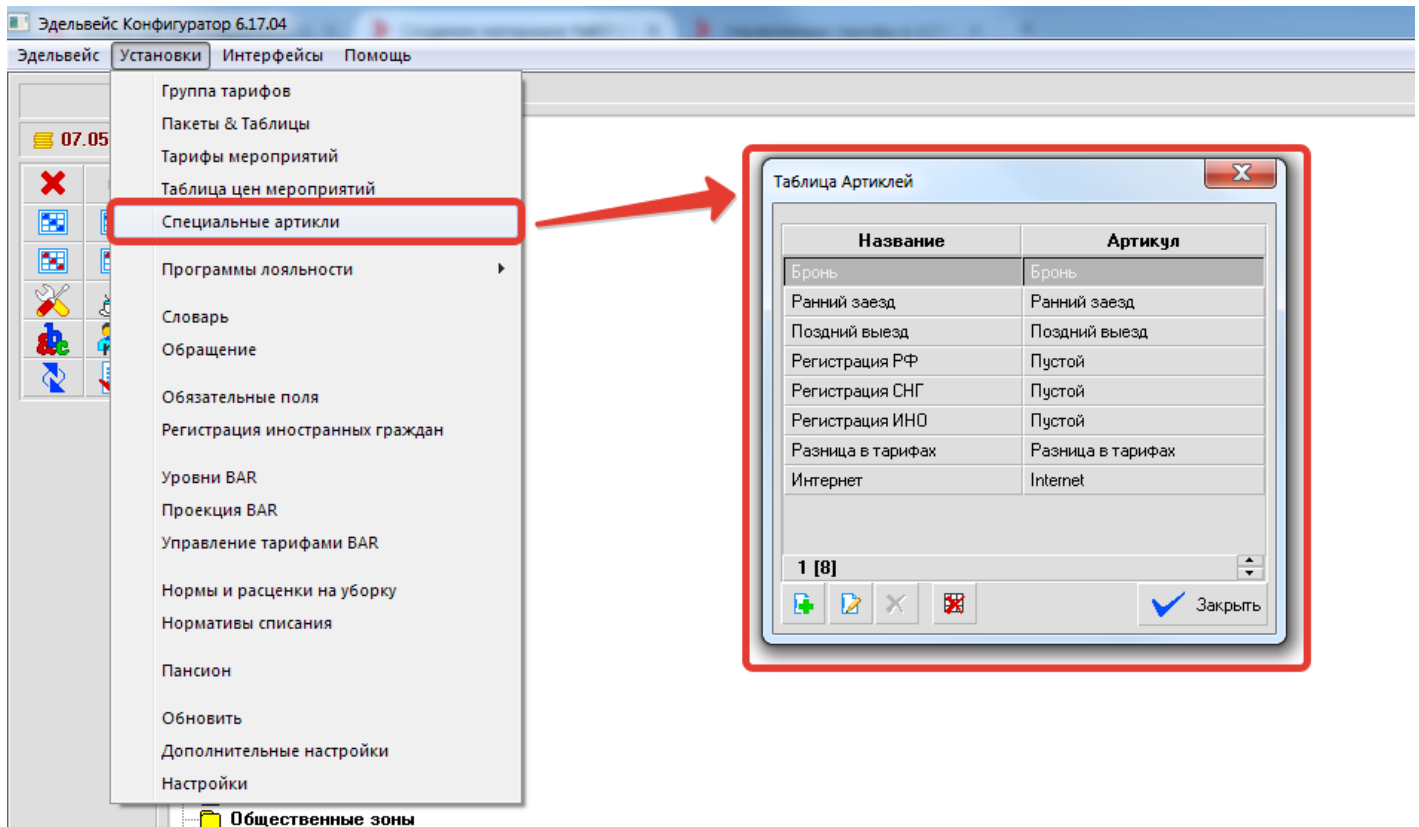 Эдельвейс Конфигуратор 6.17.04
Эдельвейс Установки Интерфейсы Помощь
07.05
Группа тарифов
Пакеты & Таблицы
Тарифы мероприятий
Таблица цен мероприятий
Специальные артикли
Программы лояльности
Словарь
Обращение
Обязательные поля
Регистрация иностранных граждан
Уровни BAR
Проекция BAR
Управление тарифами BAR
Нормы и расценки на уборку
Нормативы списания
Пансион
Обновить
Дополнительные настройки
Настройки
Общественные зоны
Таблица Артиклей
Название Артикул
Бронь Бронь
Ранний заезд Ранний заезд
Поздний выезд Поздний выезд
Регистрация РФ Пустой
Регистрация СНГ Пустой
Регистрация ИНО Пустой
Разница в тарифах Разница в тарифах
Интернет Internet
1 [8]
Закрыть